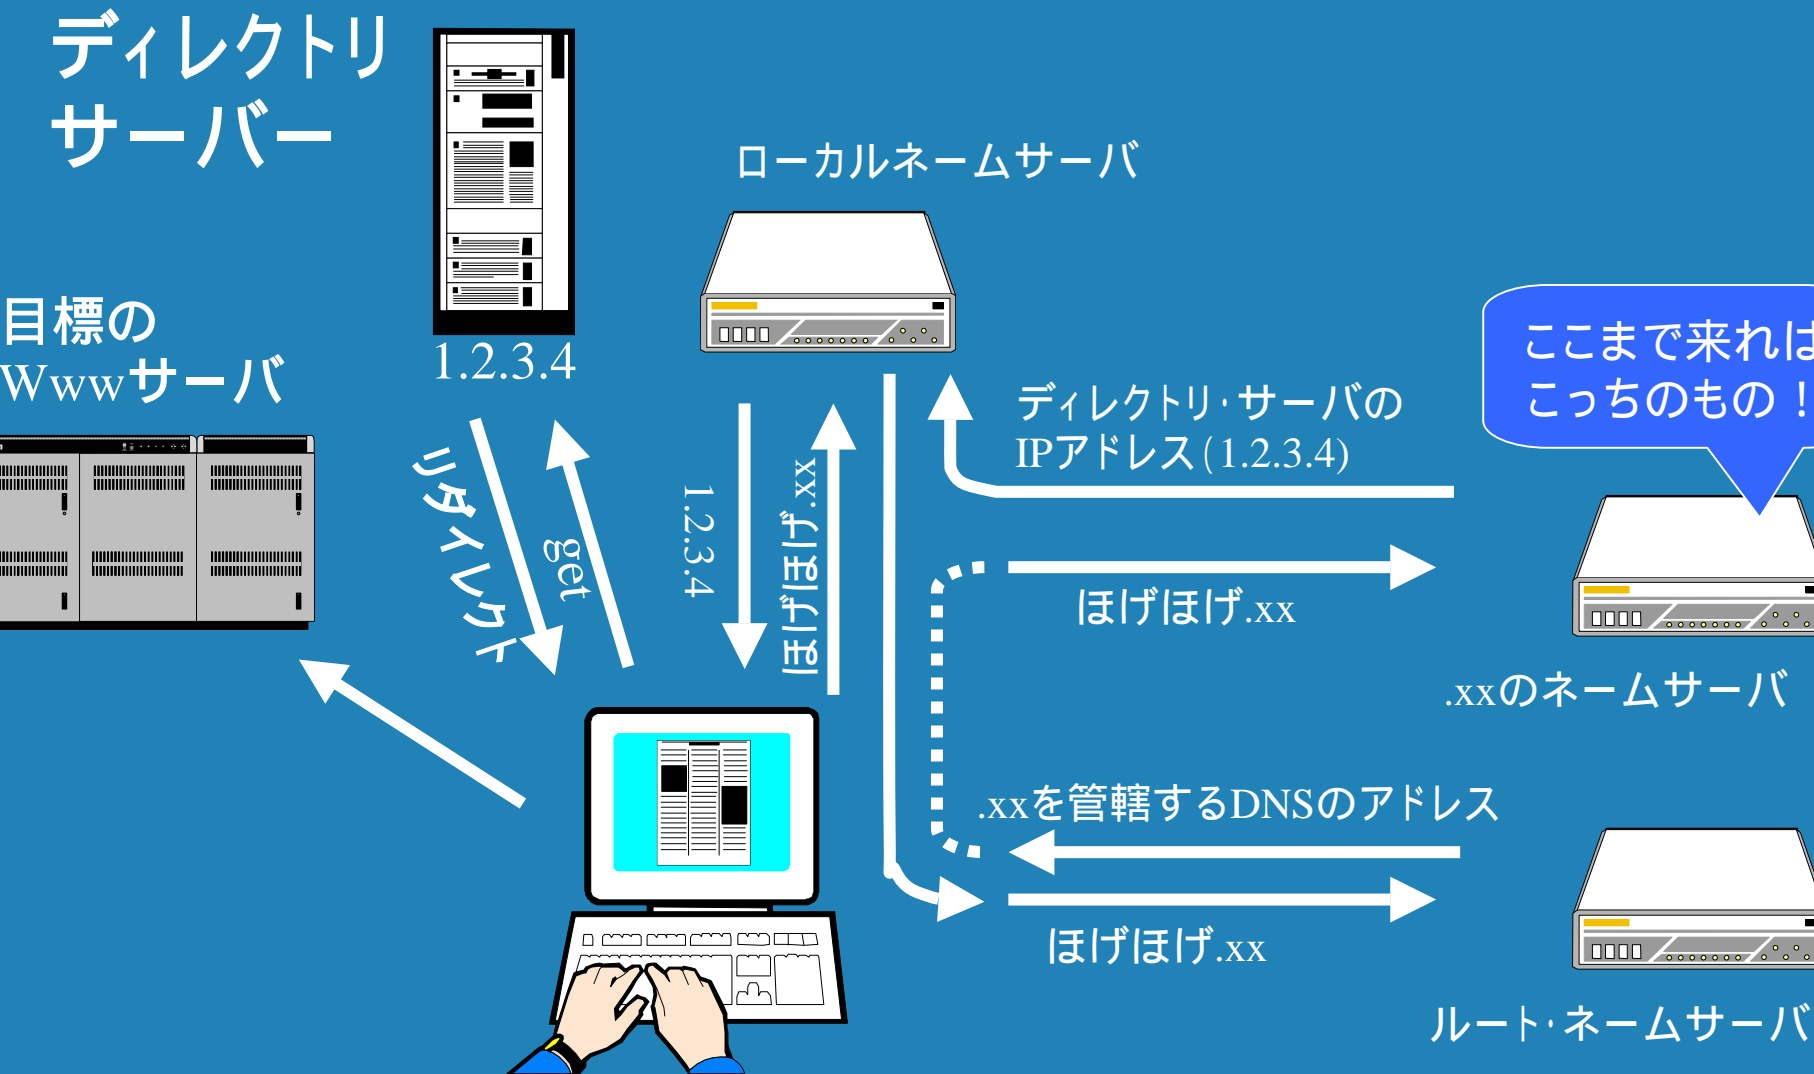 ディレクトリ
サーバー
ローカルネームサーバ
目標の
Wwwサーバ
1.2.3.4
ここまで来れば
こっちのもの！
ディレクトリ・サーバの
IPアドレス(1.2.3.4)
リダイレクト
get
1.2.3.4
ほげほげ.xx
ほげほげ.xx
.xxのネームサーバ
.xxを管轄するDNSのアドレス
ほげほげ.xx
ルート・ネームサーバ